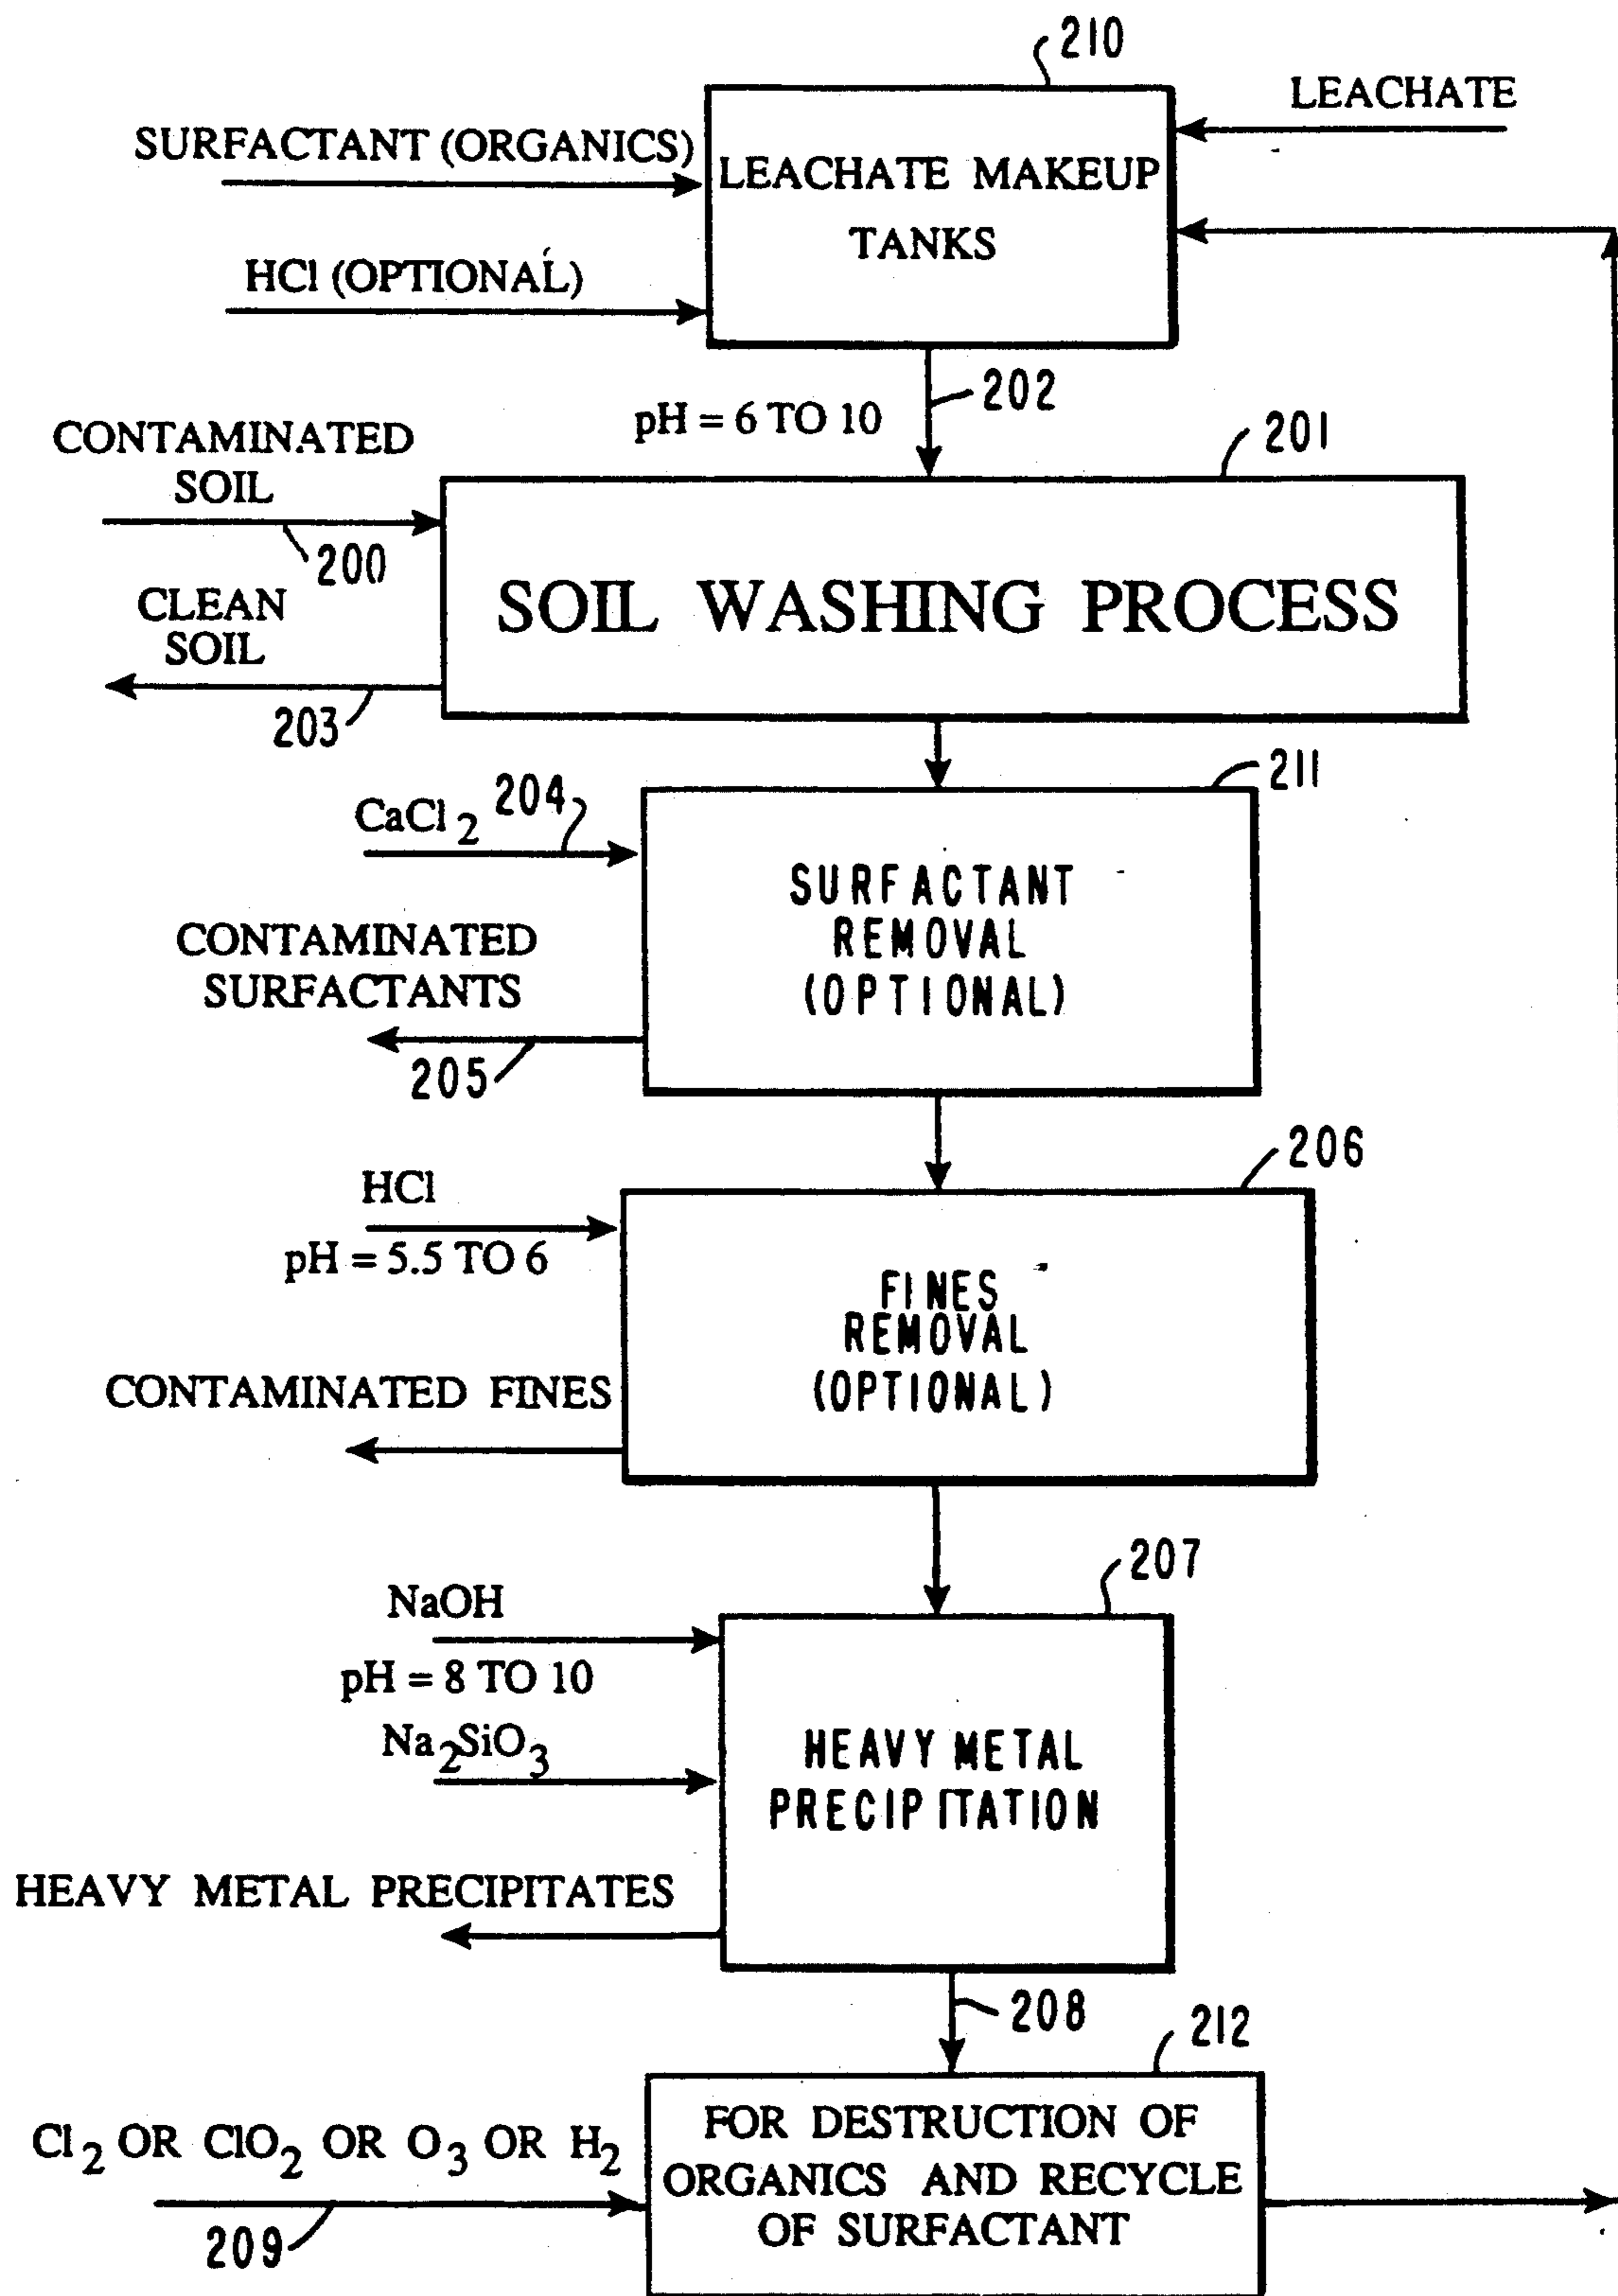 210
LEACHATE
SURFACTANT (ORGANICS)
LEACHATE MAKEUP
TANKS
HCl (OPTIONAL)
202
pH = 6 TO 10
201
CONTAMINATED
SOIL
200
SOIL WASHING PROCESS
CLEAN
SOIL
203
211
CaCl2 204
SURFACTANT
REMOVAL
(OPTIONAL)
CONTAMINATED
SURFACTANTS
205
206
HCl
pH = 5.5 TO 6
FINES
REMOVAL
(OPTIONAL)
CONTAMINATED FINES
207
NaOH
pH = 8 TO 10
Na2SiO3
HEAVY METAL
PRECIPITATION
HEAVY METAL PRECIPITATES
208
212
Cl2 OR ClO2 OR O3 OR H2
209
FOR DESTRUCTION OF
ORGANICS AND RECYCLE
OF SURFACTANT